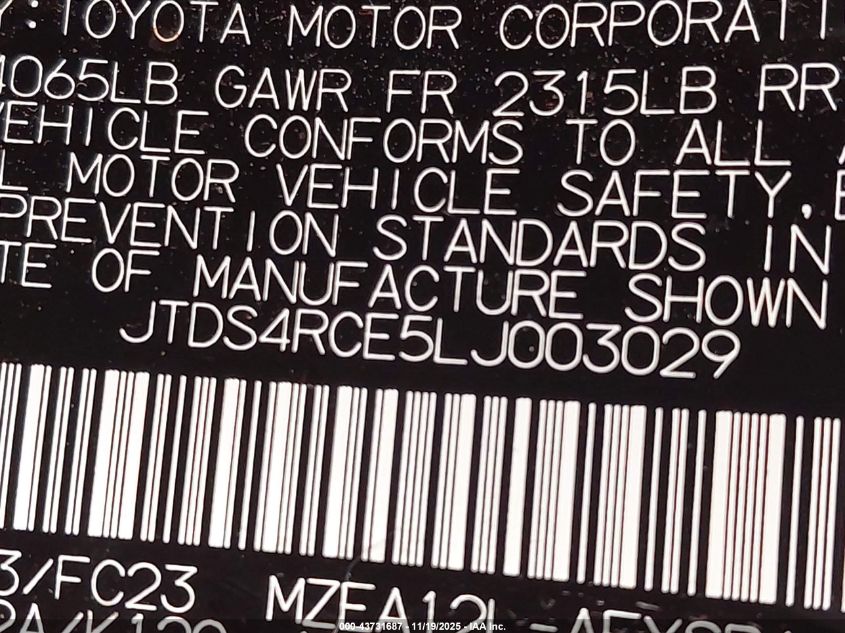 Y:TOYOTA MOTOR CORPORATI
4065LB GAWR FR 2315LB RR
VEHICLE CONFORMS TO ALL A
L MOTOR VEHICLE SAFETY,
PREVENTION STANDARDS IN
TE OF MANUFACTURE SHOWN
JTDS4RCE5LJ003029
3/FC23 MZEA12L
000-43731687 - 11/19/2025 - IAA Inc.